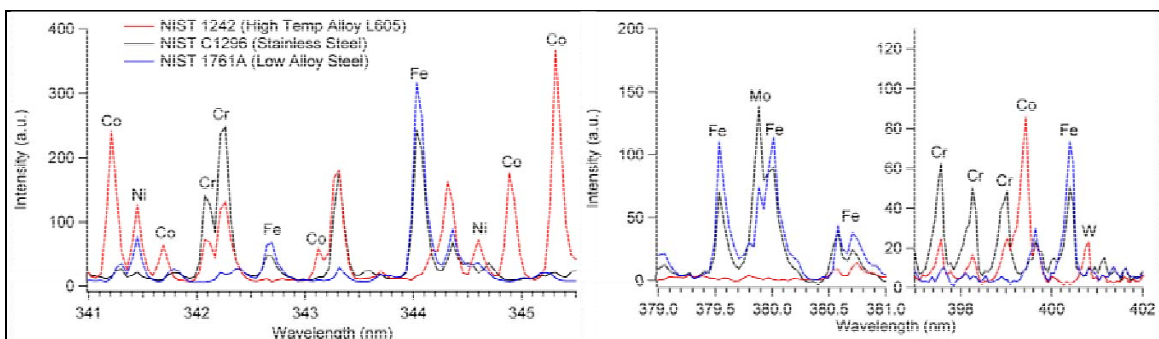 NIST 1242 (High Temp Alloy L605)
NIST C1296 (Stainless Steel)
NIST 1761A (Low Alloy Steel)
Intensity (a.u.)
400
300
200
100
0
Co
Ni
Co
Cr
Cr
Fe
Co
Fe
Ni
Co
Co
341
342
343
344
345
Wavelength (nm)
Intensity (a.u.)
200
150
100
50
0
Fe
Mo
Fe
Fe
379.0
379.5
380.0
380.5
381.0
120
100
80
60
40
20
0
Cr
Cr
Cr
Co
Fe
W
398
400
402
Wavelength (nm)